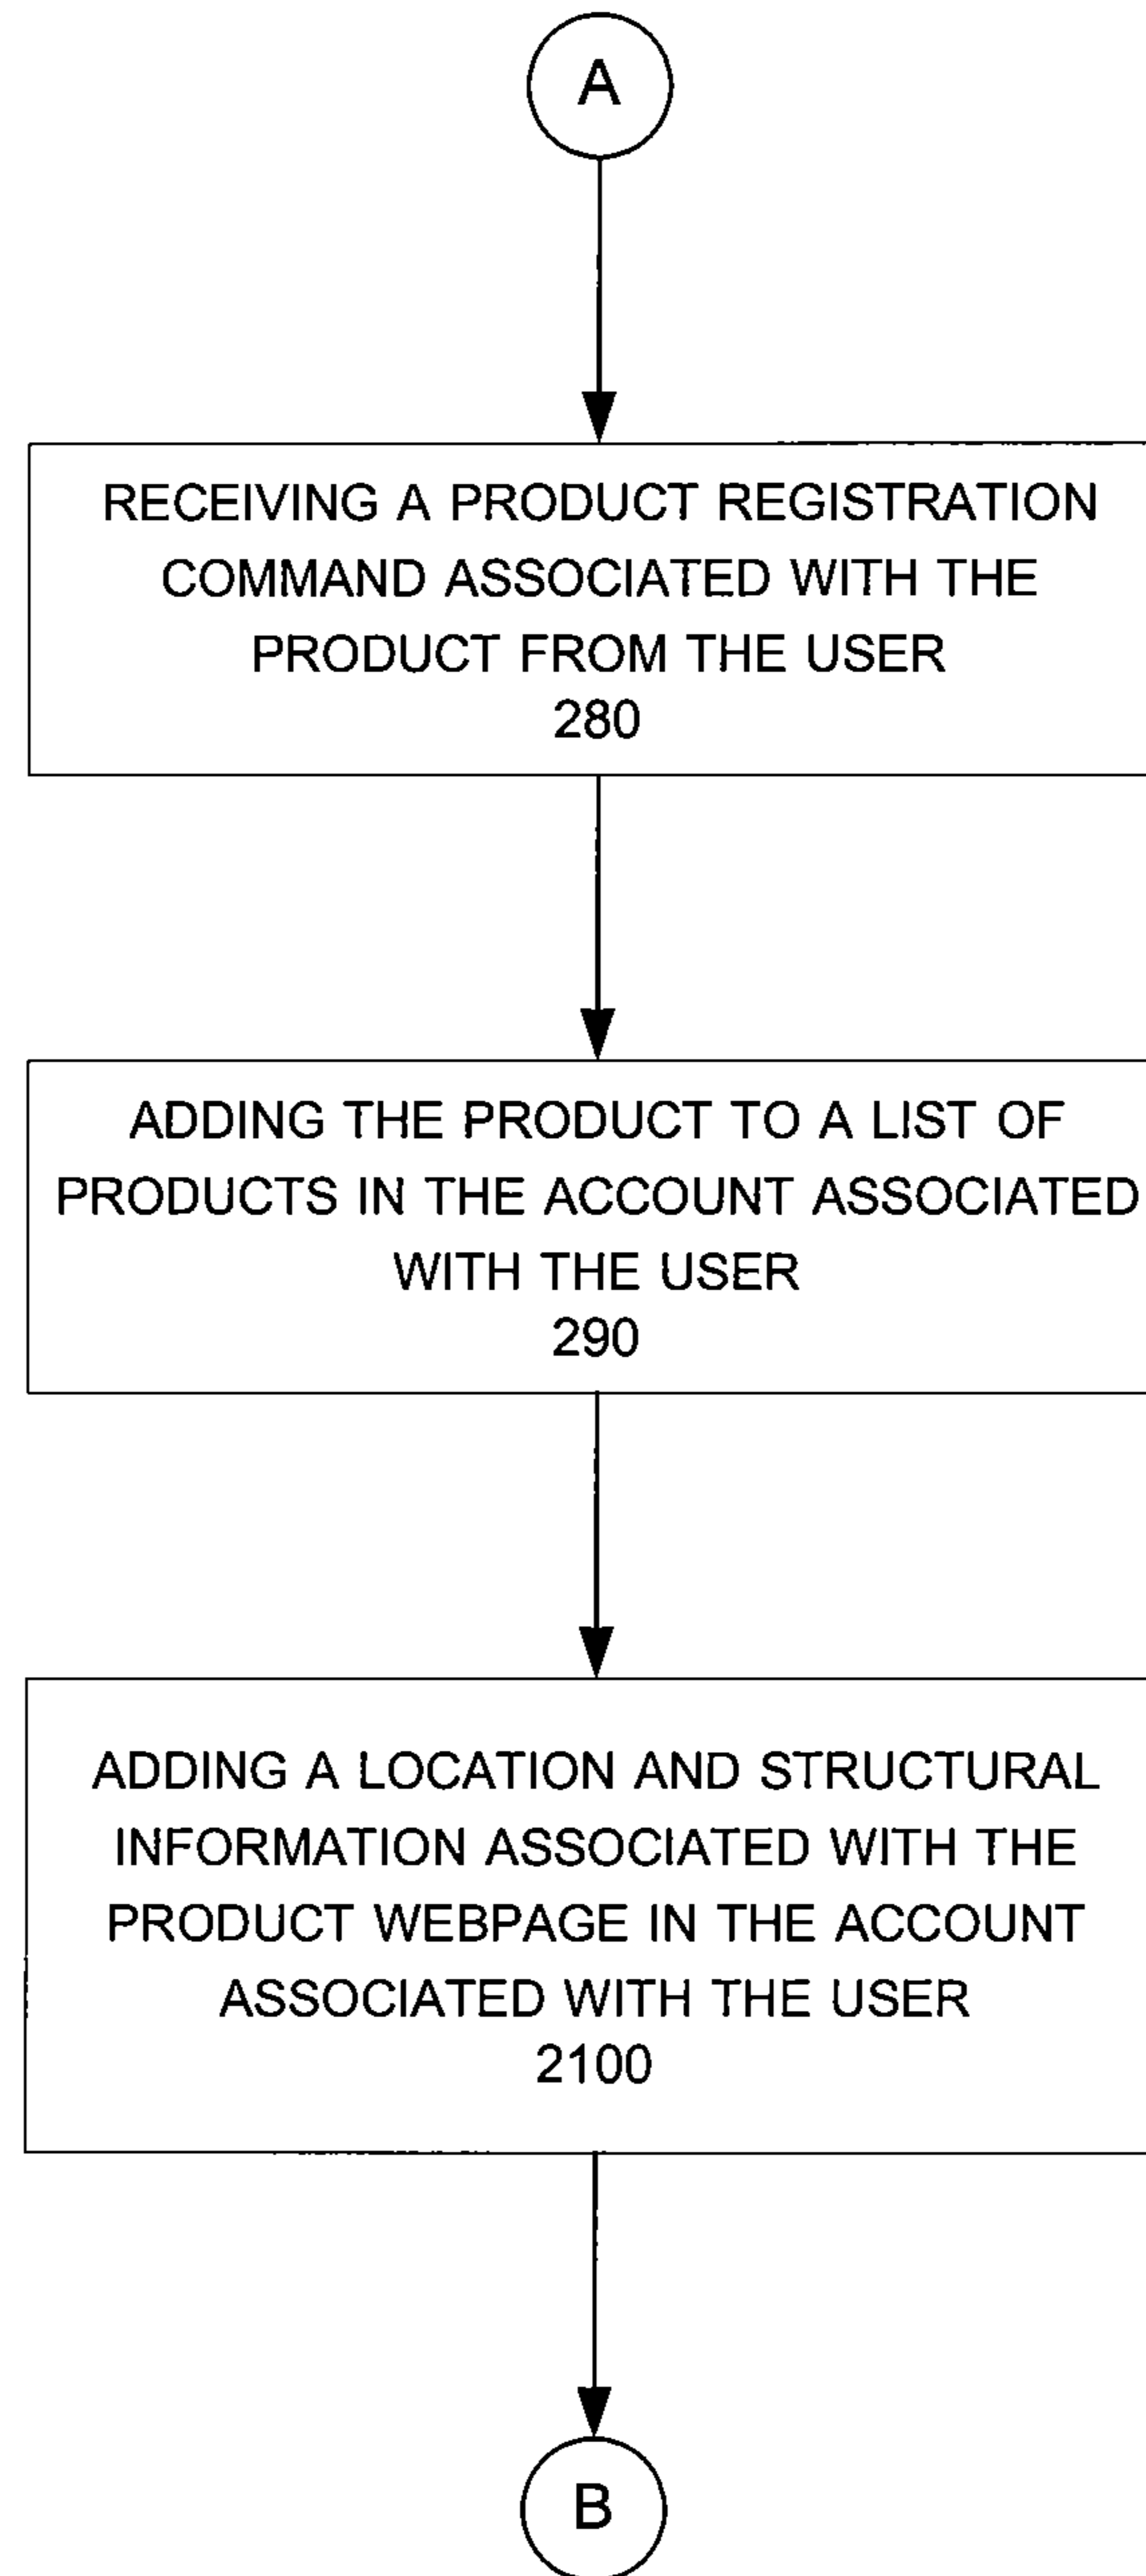 A
RECEIVING A PRODUCT REGISTRATION
COMMAND ASSOCIATED WITH THE
PRODUCT FROM THE USER
280
ADDING THE PRODUCT TO A LIST OF
PRODUCTS IN THE ACCOUNT ASSOCIATED
WITH THE USER
290
ADDING A LOCATION AND STRUCTURAL
INFORMATION ASSOCIATED WITH THE
PRODUCT WEBPAGE IN THE ACCOUNT
ASSOCIATED WITH THE USER
2100
B